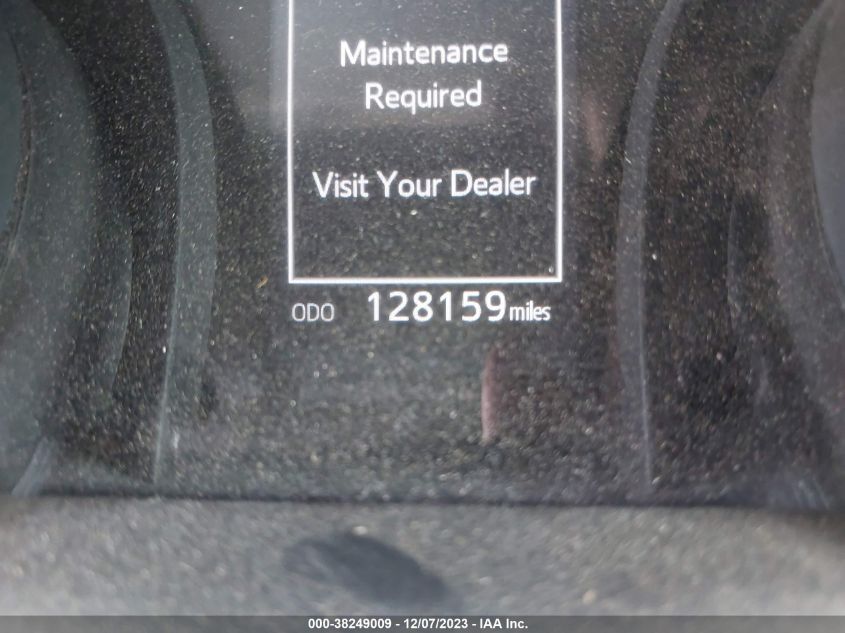 Maintenance
Required
Visit Your Dealer
ODO 128159 miles
000-38249009 - 12/07/2023 - IAA Inc.